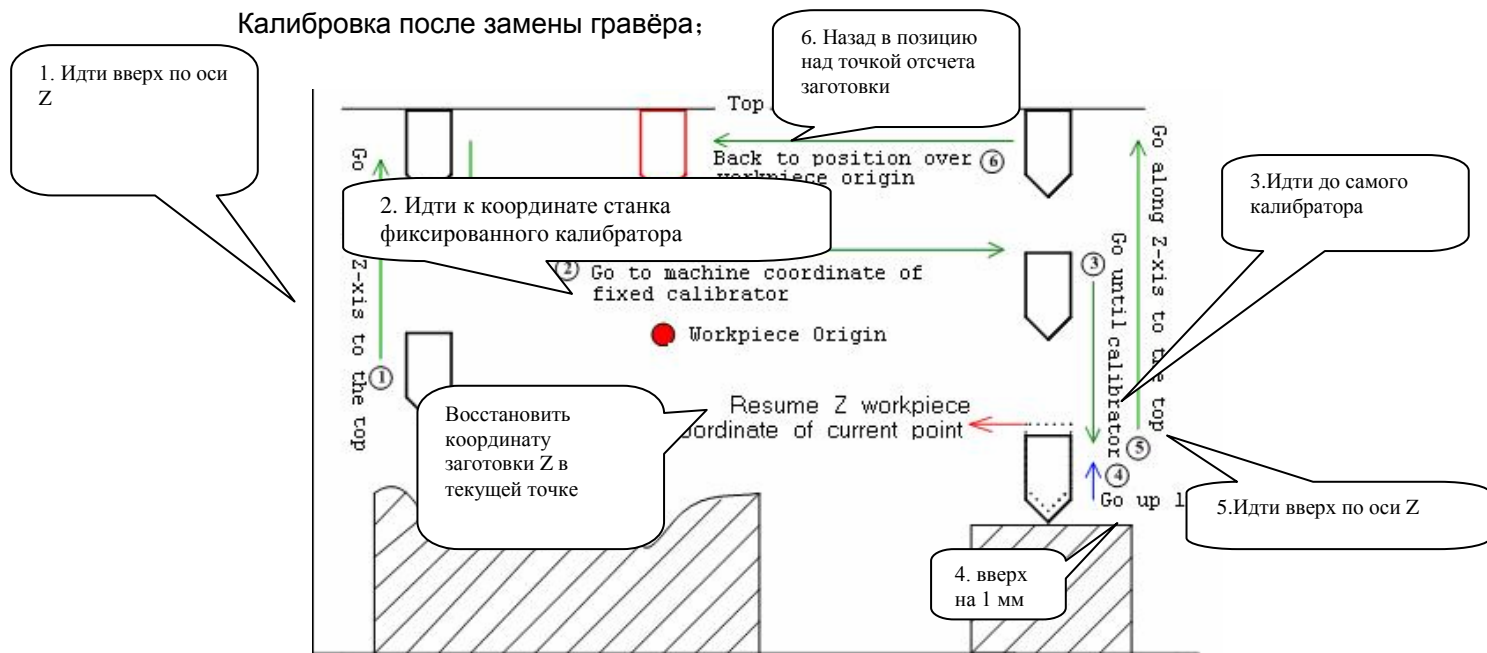 Калибровка после замены гравёра;
1. Идти вверх по оси
Z
6. Назад в позицию
над точкой отсчета
заготовки
Top
Go
Z-xis to the top
Back to position over ⑥
workpiece origin
2. Идти к координате станка
фиксированного калибратора
② Go to machine coordinate of
fixed calibrator
Workpiece Origin
①
③
Go until calibrator
Go along Z-xis to the top
3.Идти до самого
калибратора
Восстановить
координату
заготовки Z в
текущей точке
Resume Z workpiece
oordinate of current point
⑤
④
Go up 1
5.Идти вверх по оси Z
4. вверх
на 1 мм